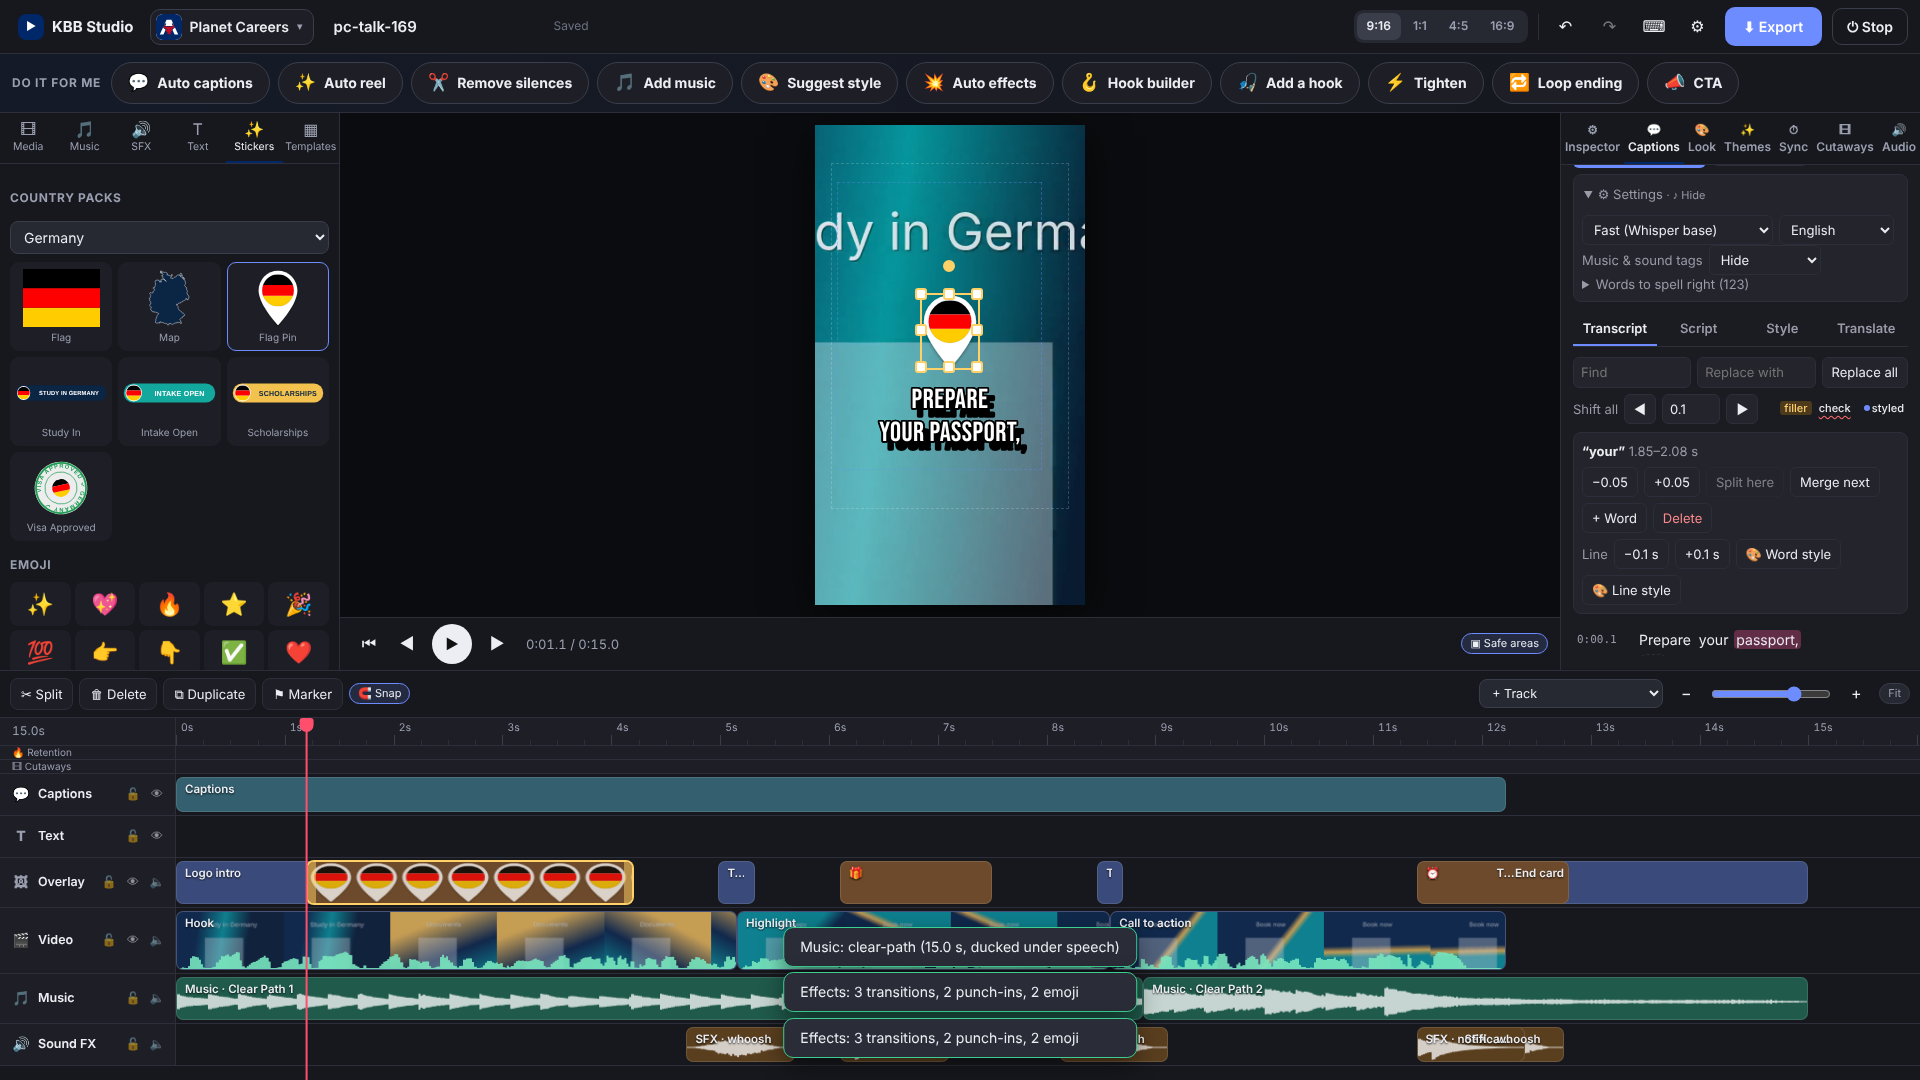 KBB Studio
Planet Careers
pc-talk-169
Saved
9:16 1:1 4:5 16:9
Export
Stop
DO IT FOR ME
Auto captions
Auto reel
Remove silences
Add music
Suggest style
Auto effects
Hook builder
Add a hook
Tighten
Loop ending
CTA
Media Music SFX Text Stickers Templates
COUNTRY PACKS
Germany
Flag Map Flag Pin
STUDY IN GERMANY INTAKE OPEN SCHOLARSHIPS
Study In Intake Open Scholarships
VISA APPROVED
Visa Approved
EMOJI
dy in Germa
PREPARE
YOUR PASSPORT,
0:01.1 / 0:15.0
Safe areas
Inspector Captions Look Themes Sync Cutaways Audio
Settings · ♪ Hide
Fast (Whisper base) English
Music & sound tags Hide
Words to spell right (123)
Transcript Script Style Translate
Find Replace with Replace all
Shift all 0.1 filler check styled
“your” 1.85–2.08 s
−0.05 +0.05 Split here Merge next
+ Word Delete
Line −0.1 s +0.1 s Word style
Line style
0:00.1 Prepare your passport,
Split Delete Duplicate Marker Snap
+ Track
− + Fit
15.0s
0s 1s 2s 3s 4s 5s 6s 7s 8s 9s 10s 11s 12s 13s 14s 15s
Retention
Cutaways
Captions Captions
Text
Overlay Logo intro T... T T...End card
Video Hook Highlight Call to action
Music Music · Clear Path 1 Music · Clear Path 2
Sound FX SFX · whoosh
Music: clear-path (15.0 s, ducked under speech)
Effects: 3 transitions, 2 punch-ins, 2 emoji
Effects: 3 transitions, 2 punch-ins, 2 emoji